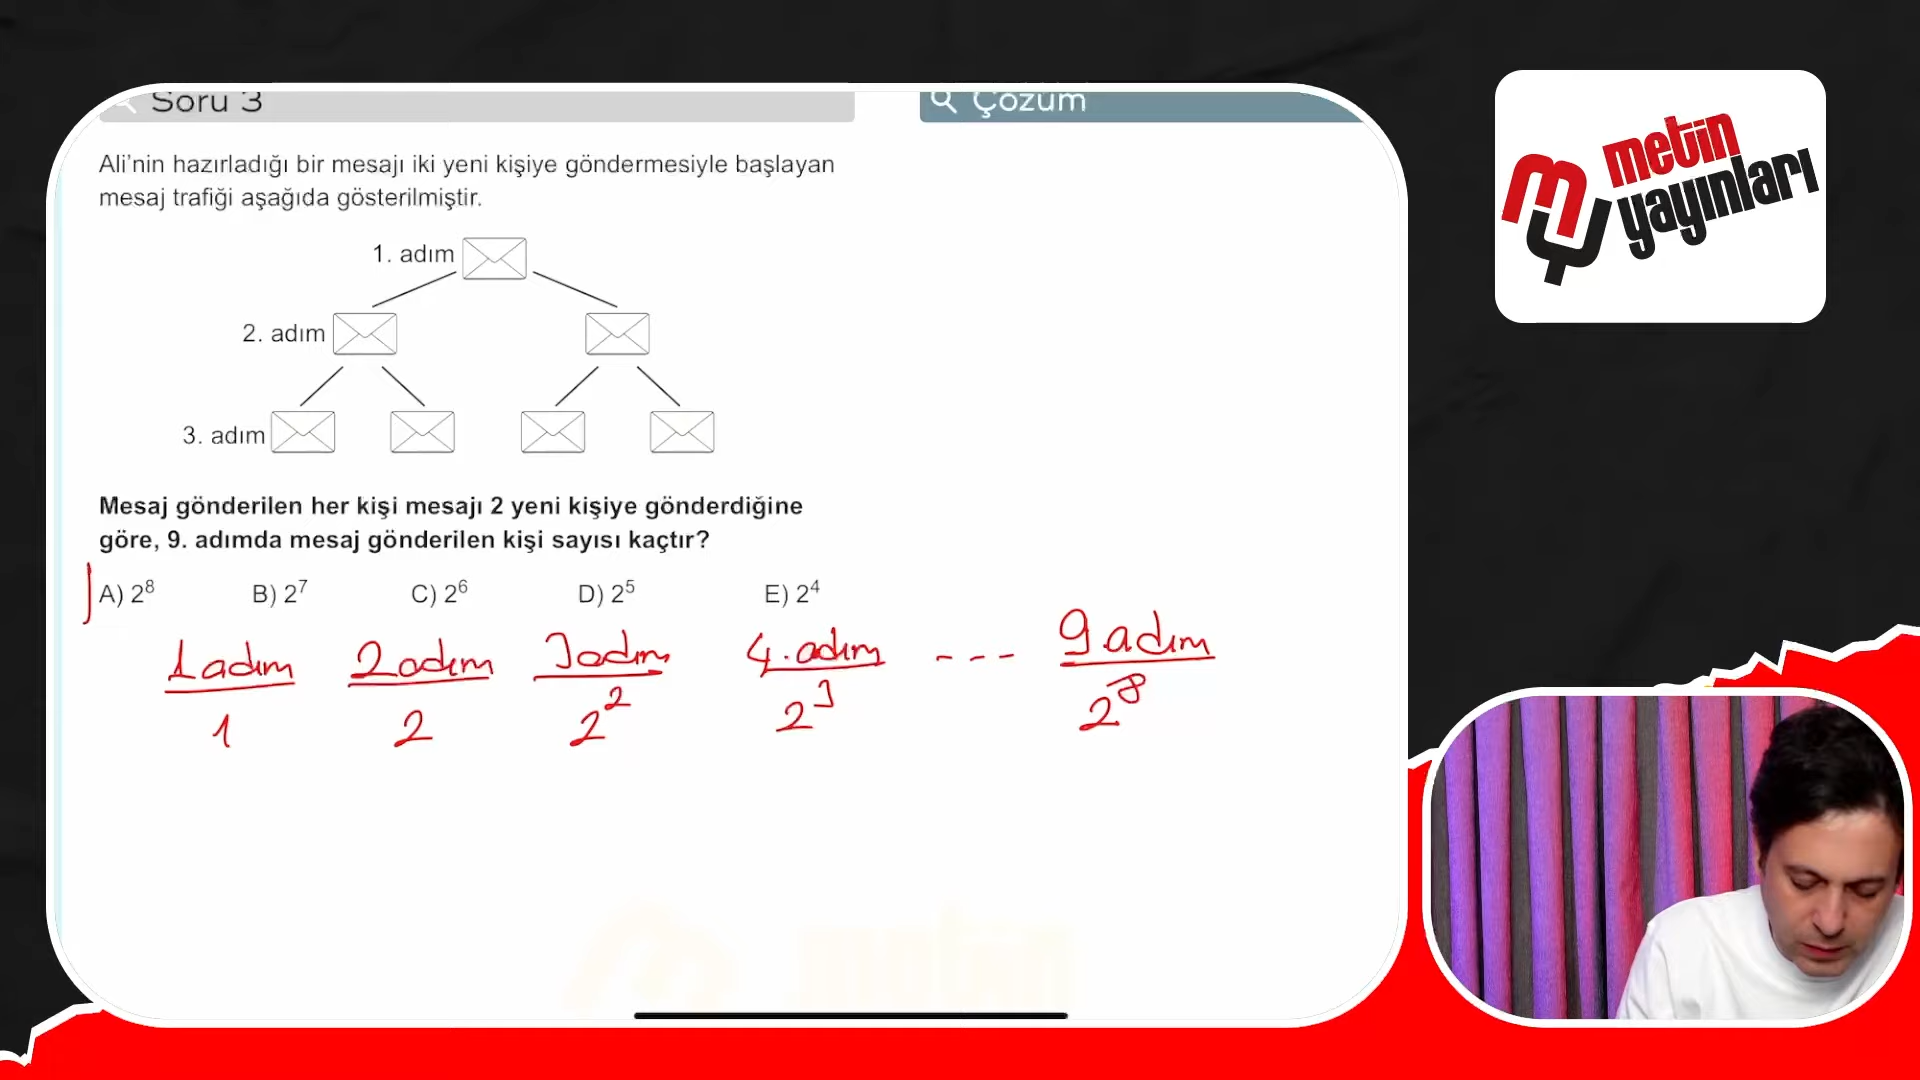 Soru 3
Çözüm
Ali'nin hazırladığı bir mesajı iki yeni kişiye göndermesiyle başlayan
mesaj trafiği aşağıda gösterilmiştir.
1. adım
2. adım
3. adım
Mesaj gönderilen her kişi mesajı 2 yeni kişiye gönderdiğine
göre, 9. adımda mesaj gönderilen kişi sayısı kaçtır?
A) 2⁸ B) 2⁷ C) 2⁶ D) 2⁵ E) 2⁴
1 adım 2 adım 3 adım 4. adım --- 9 adım
1 2 2² 2³ 2⁸
metin
yayınları